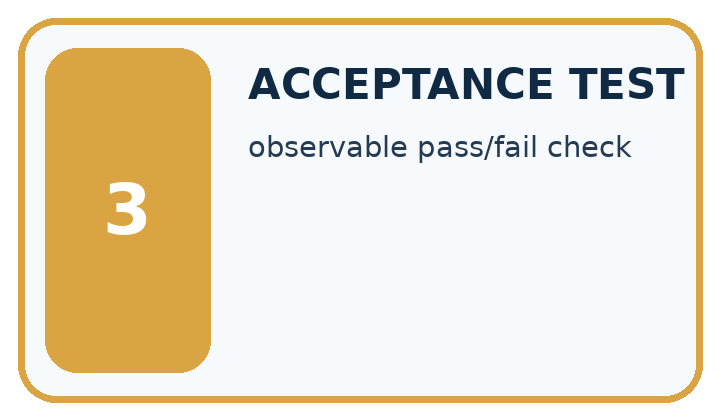 3
ACCEPTANCE TEST
observable pass/fail check